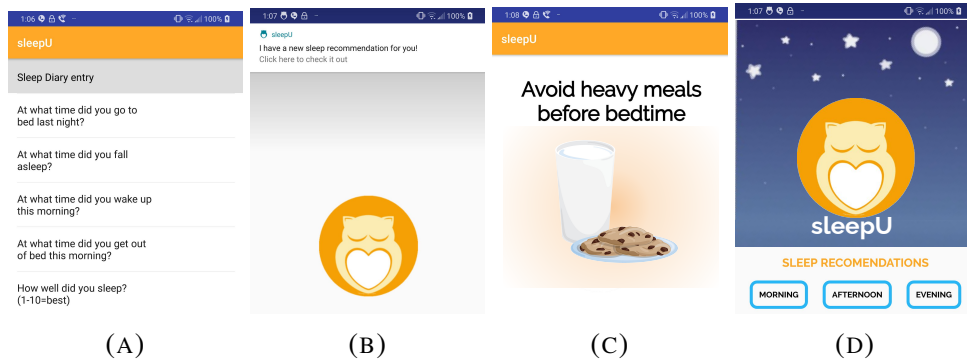 1:06
100%
sleepU
Sleep Diary entry
At what time did you go to
bed last night?
At what time did you fall
asleep?
At what time did you wake up
this morning?
At what time did you get out
of bed this morning?
How well did you sleep?
(1-10=best)
(A)
1:07
100%
sleepU
I have a new sleep recommendation for you!
Click here to check it out
(B)
1:08
100%
sleepU
Avoid heavy meals
before bedtime
(C)
1:07
100%
sleepU
SLEEP RECOMENDATIONS
MORNING
AFTERNOON
EVENING
(D)